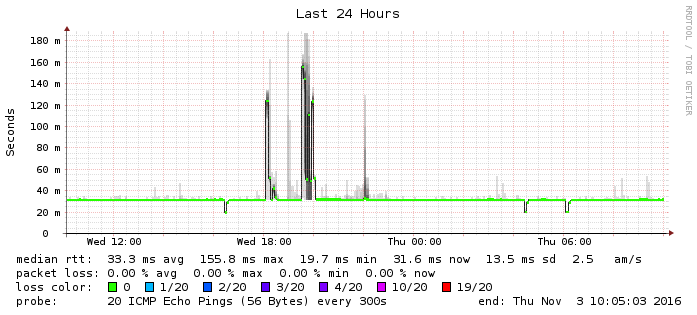 Last 24 Hours
RRDTOOL / TOBI OETIKER
Seconds
180 m
160 m
140 m
120 m
100 m
80 m
60 m
40 m
20 m
0
Wed 12:00 Wed 18:00 Thu 00:00 Thu 06:00
median rtt: 33.3 ms avg 155.8 ms max 19.7 ms min 31.6 ms now 13.5 ms sd 2.5 am/s
packet loss: 0.00 % avg 0.00 % max 0.00 % min 0.00 % now
loss color: 0 1/20 2/20 3/20 4/20 10/20 19/20
probe: 20 ICMP Echo Pings (56 Bytes) every 300s end: Thu Nov 3 10:05:03 2016